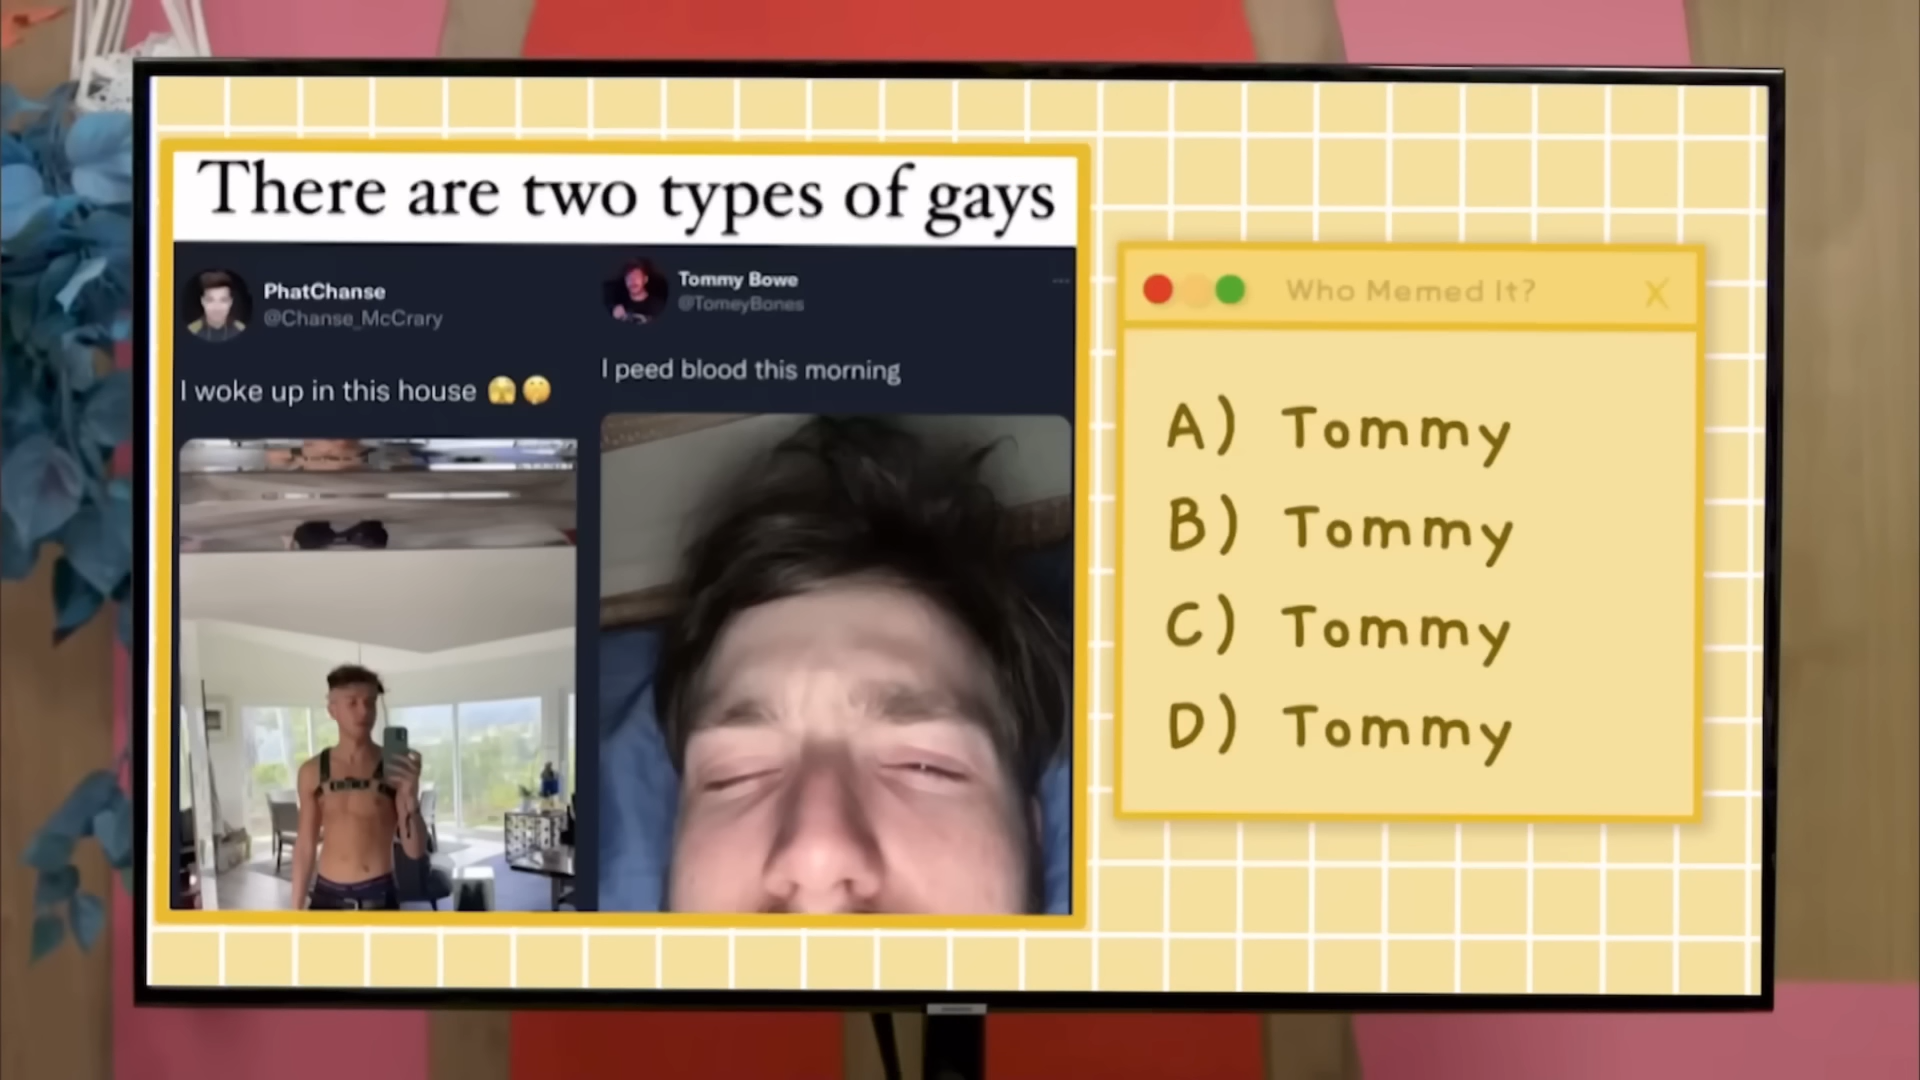 There are two types of gays
PhatChanse
@Chanse_McCrary
I woke up in this house 🫣🤫
Tommy Bowe
@TomeyBones
I peed blood this morning
Who Memed It?
X
A) Tommy
B) Tommy
C) Tommy
D) Tommy